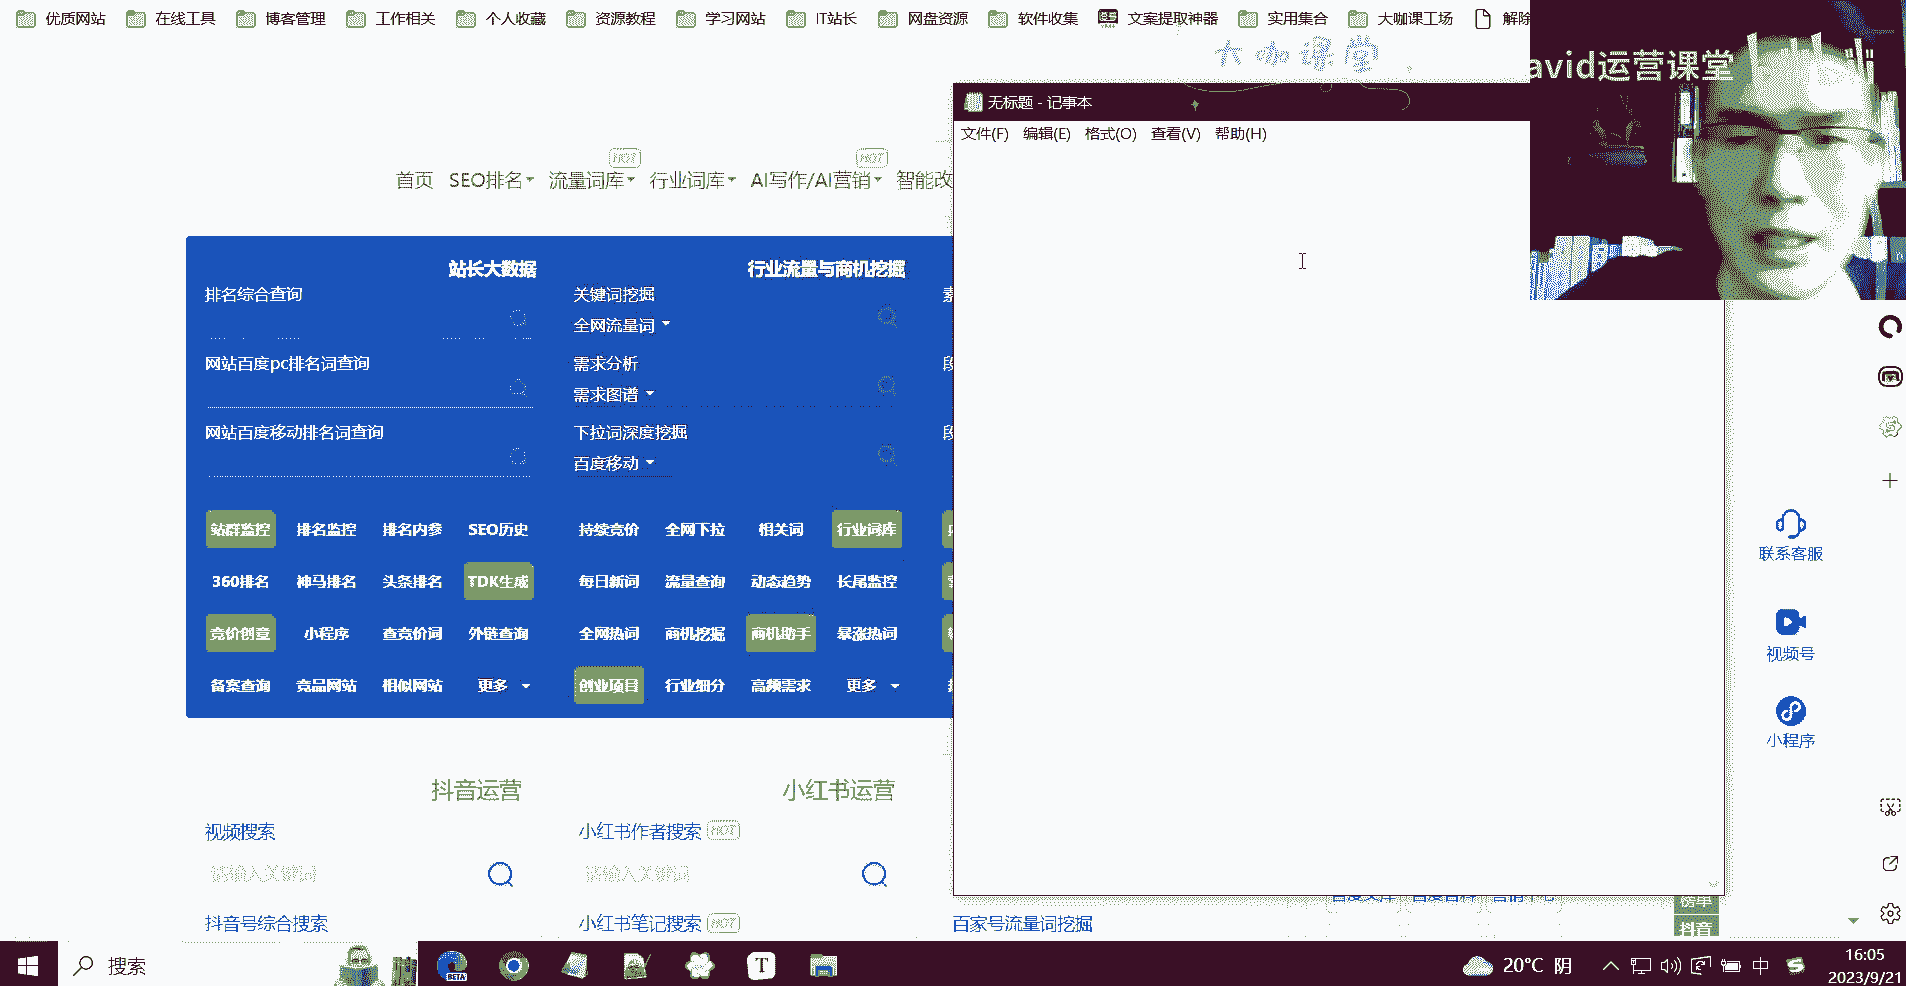 优质网站 在线工具 博客管理 工作相关 个人收藏 资源教程 学习网站 IT站长 网盘资源 软件收集 文案提取神器 实用集合 大咖课工场 解除
大咖课堂
avid运营课堂
无标题 - 记事本
文件(F) 编辑(E) 格式(O) 查看(V) 帮助(H)
HOT HOT
首页 SEO排名 流量词库 行业词库 AI写作/AI营销 智能改
站长大数据 行业流量与商机挖掘
排名综合查询 关键词挖掘
全网流量词
网站百度pc排名词查询 需求分析
需求图谱
网站百度移动排名词查询 下拉词深度挖掘
百度移动
站群监控 排名监控 排名内参 SEO历史 持续竞价 全网下拉 相关词 行业词库
360排名 神马排名 头条排名 TDK生成 每日新词 流量查询 动态趋势 长尾监控
竞价创意 小程序 查竞价词 外链查询 全网热词 商机挖掘 商机助手 暴涨热词
备案查询 竞品网站 相似网站 更多 创业项目 行业细分 高频需求 更多
联系客服
视频号
小程序
抖音运营 小红书运营
视频搜索 小红书作者搜索 HOT
请输入关键词 请输入关键词
抖音号综合搜索 小红书笔记搜索 HOT 百家号流量词挖掘
榜单
抖音
搜索
BETA
T
20°C 阴
中
16:05
2023/9/21